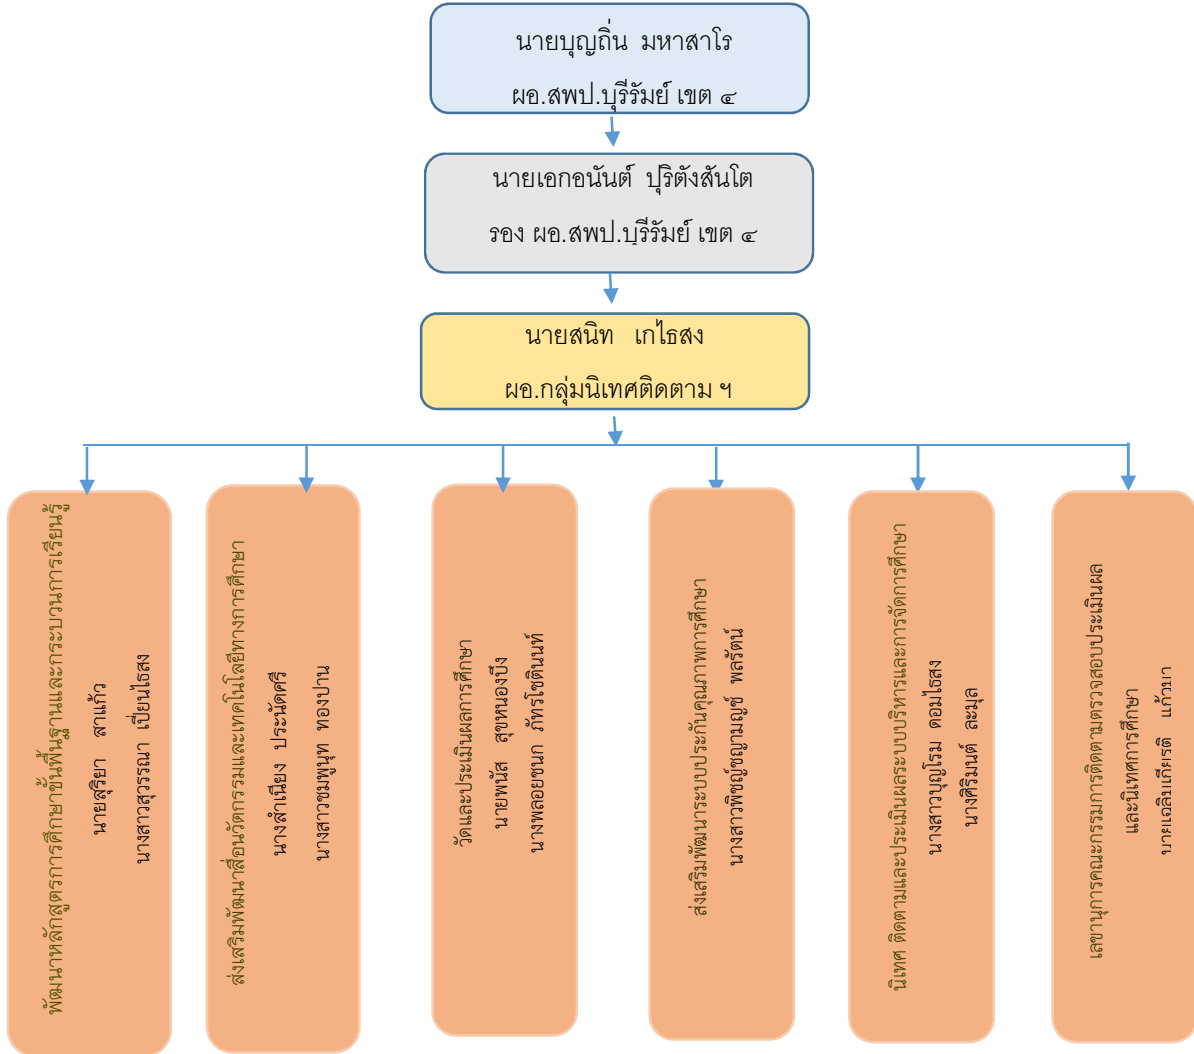 นายบุญถิ่น มหาสาโร
ผอ.สพป.บุรีรัมย์ เขต ๔
นายเอกอนันต์ ปุริตังสันโต
รอง ผอ.สพป.บุรีรัมย์ เขต ๔
นายสนิท เกไธสง
ผอ.กลุ่มนิเทศติดตาม ฯ
พัฒนาหลักสูตรการศึกษาขั้นพื้นฐานและกระบวนการเรียนรู้
นายสุริยา สาแก้ว
นางสาวสุวรรณา เปี่ยนไธสง
ส่งเสริมพัฒนาสื่อนวัตกรรมและเทคโนโลยีทางการศึกษา
นางสำเนียง ประนัดศรี
นางสาวชมพูนุท ทองปาน
วัดและประเมินผลการศึกษา
นายพนัส สุขหนองบึง
นางพลอยชนก ภัทรโชตินนท์
ส่งเสริมพัฒนาระบบประกันคุณภาพการศึกษา
นางสาวพิชญ์ชญามญช์ พลรัตน์
นิเทศ ติดตามและประเมินผลระบบบริหารและการจัดการศึกษา
นางสาวบุญโรม ดอมไธสง
นางศิริมนต์ ละมุล
เลขานุการคณะกรรมการติดตามตรวจสอบประเมินผล
และนิเทศการศึกษา
นายเฉลิมเกียรติ แก้วมา